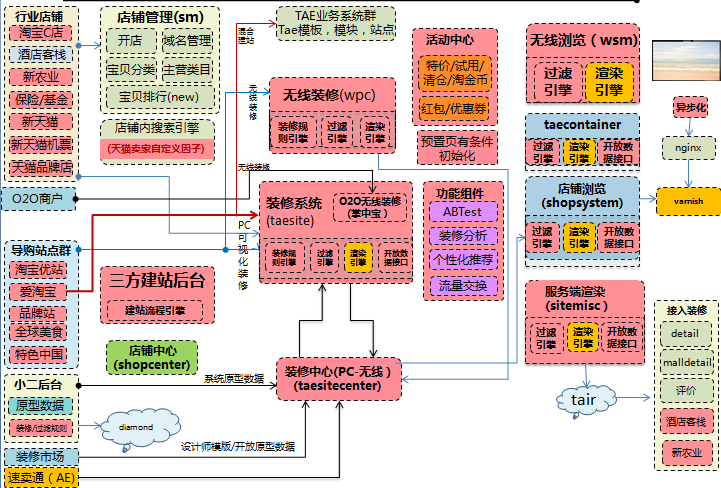 行业店铺
淘宝C店
酒店客栈
新农业
保险/基金
新天猫
新天猫机票
天猫品牌店
O2O商户
导购站点群
淘宝优站
爱淘宝
品牌站
全球美食
特色中国
小二后台
原型数据
装修/过滤规则
装修市场
速卖通（AE)
店铺管理(sm)
开店
域名管理
宝贝分类
主营类目
宝贝排行(new)
店铺内搜索引擎
(天猫卖家自定义因子)
三方建站后台
建站流程引擎
店铺中心
(shopcenter)
diamond
系统原型数据
设计师模版/开放原型数据
混合
建站
无线
装修
无线装修
PC
可视化
装修
TAE业务系统群
Tae模板，模块，站点
无线装修(wpc)
装修规
则引擎
过滤
引擎
渲染
引擎
装修系统
(taesite)
O2O无线装修
(掌中宝)
装修规
则引擎
过滤
引擎
渲染
引擎
开放数
据接口
装修中心(PC-无线）
(taesitecenter)
活动中心
特价/试用/
清仓/淘金币
红包/优惠券
预置页有条件
初始化
功能组件
ABTest
装修分析
个性化推荐
流量交换
无线浏览（wsm)
过滤
引擎
渲染
引擎
taecontainer
过滤
引擎
渲染
引擎
开放数
据接口
店铺浏览
(shopsystem)
过滤
引擎
渲染
引擎
开放数
据接口
服务端渲染
(sitemisc)
过滤
引擎
渲染
引擎
开放数
据接口
tair
异步化
nginx
varnish
接入装修
detail
malldetail
评价
酒店客栈
新农业